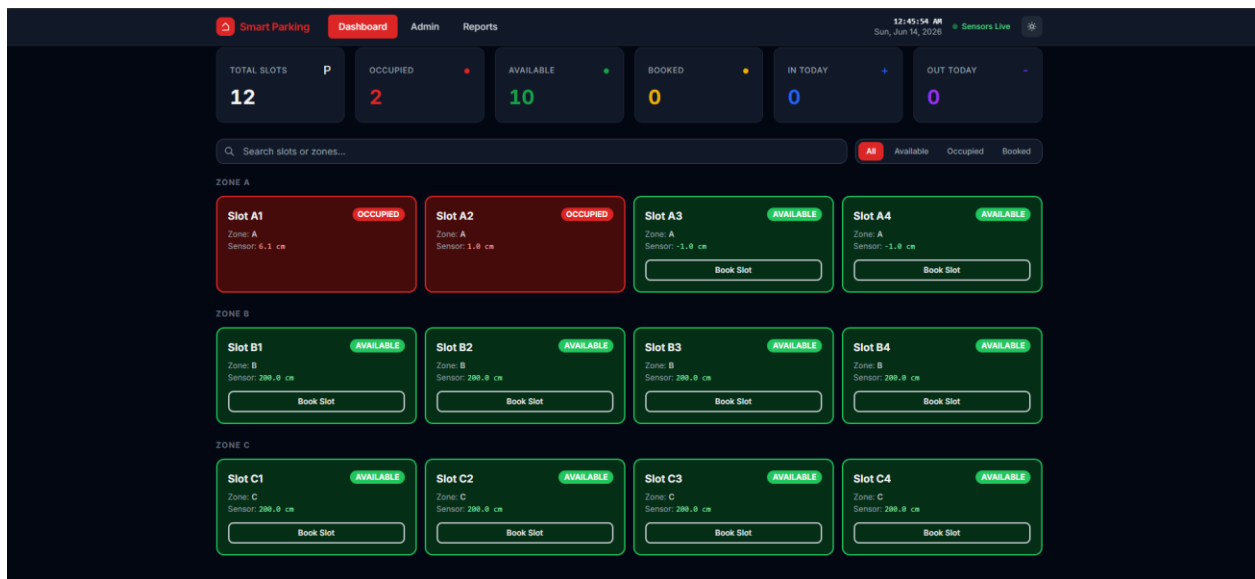 Smart Parking Dashboard Admin Reports
12:45:54 AM
Sun, Jun 14, 2026
Sensors Live
TOTAL SLOTS P
12
OCCUPIED
2
AVAILABLE
10
BOOKED
0
IN TODAY +
0
OUT TODAY -
0
Search slots or zones...
All Available Occupied Booked
ZONE A
Slot A1 OCCUPIED
Zone: A
Sensor: 6.1 cm
Slot A2 OCCUPIED
Zone: A
Sensor: 1.0 cm
Slot A3 AVAILABLE
Zone: A
Sensor: -1.0 cm
Book Slot
Slot A4 AVAILABLE
Zone: A
Sensor: -1.0 cm
Book Slot
ZONE B
Slot B1 AVAILABLE
Zone: B
Sensor: 200.0 cm
Book Slot
Slot B2 AVAILABLE
Zone: B
Sensor: 200.0 cm
Book Slot
Slot B3 AVAILABLE
Zone: B
Sensor: 200.0 cm
Book Slot
Slot B4 AVAILABLE
Zone: B
Sensor: 200.0 cm
Book Slot
ZONE C
Slot C1 AVAILABLE
Zone: C
Sensor: 200.0 cm
Book Slot
Slot C2 AVAILABLE
Zone: C
Sensor: 200.0 cm
Book Slot
Slot C3 AVAILABLE
Zone: C
Sensor: 200.0 cm
Book Slot
Slot C4 AVAILABLE
Zone: C
Sensor: 200.0 cm
Book Slot